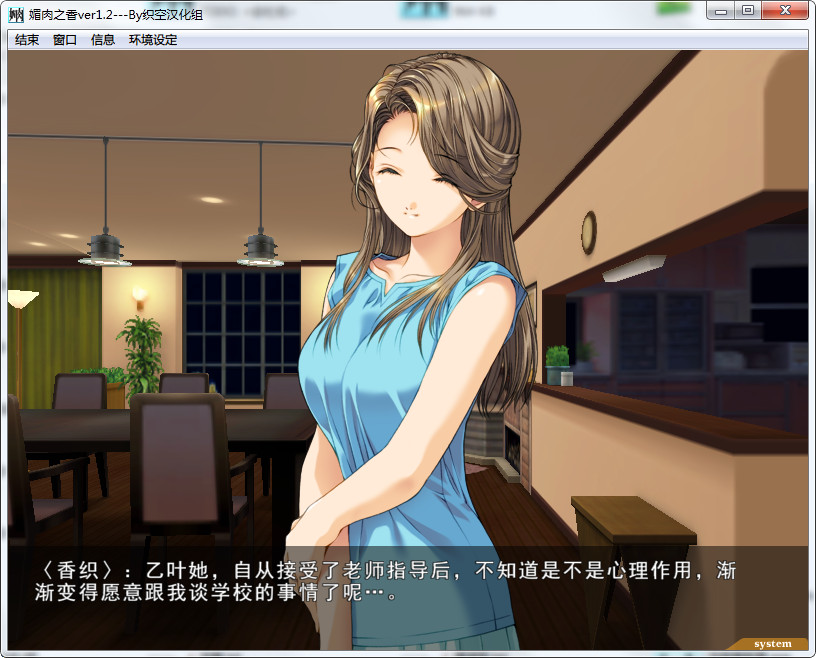 媚肉之香ver1.2---By织空汉化组
结束 窗口 信息 环境设定
〈香织〉：乙叶她，自从接受了老师指导后，不知道是不是心理作用，渐
渐变得愿意跟我谈学校的事情了呢…。
system